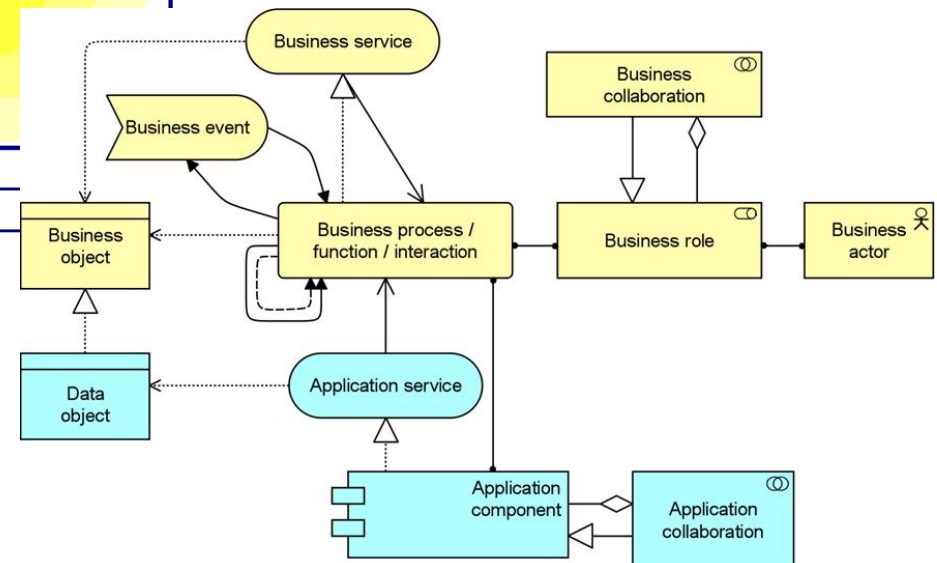 Business service
Business
collaboration
Business event
Business
object
Business process /
function / interaction
Business role
Business
actor
Data
object
Application service
Application
component
Application
collaboration